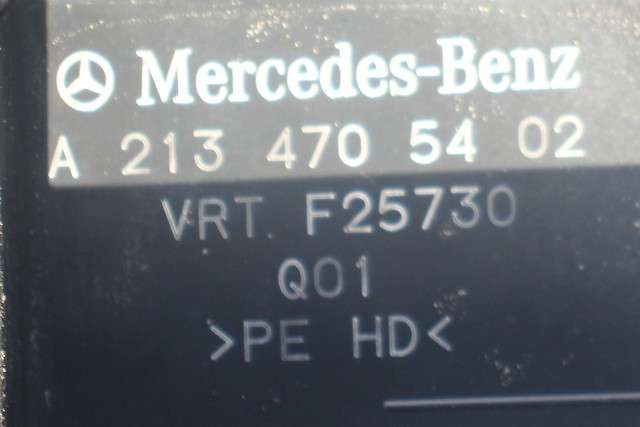 Mercedes-Benz
A 213 470 54 02
VRT F25730
Q01
>PE HD<